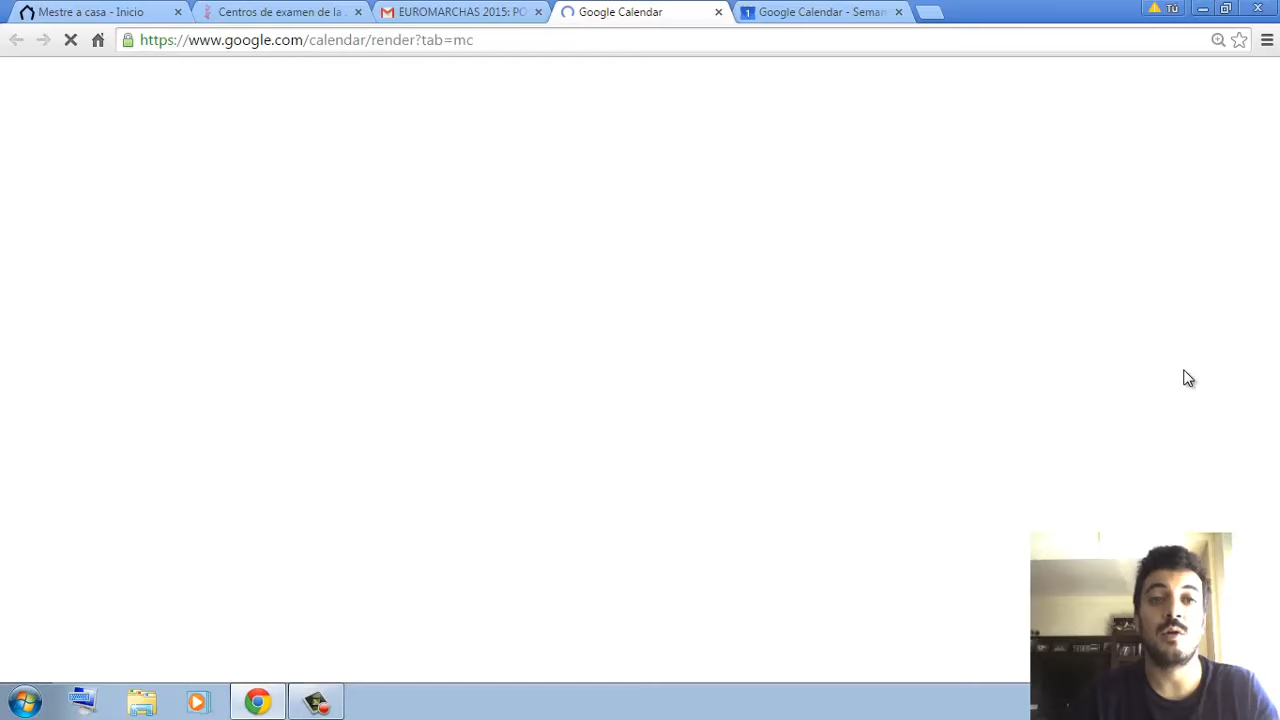 Mestre a casa - Inicio
Centros de examen de la
EUROMARCHAS 2015: PO
Google Calendar
1 Google Calendar - Seman
Tú
https://www.google.com/calendar/render?tab=mc